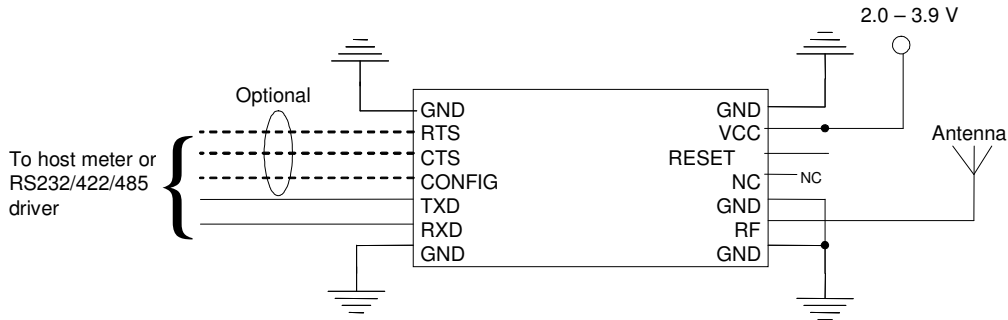 2.0 – 3.9 V
Optional
To host meter or
RS232/422/485
driver
GND
RTS
CTS
CONFIG
TXD
RXD
GND
GND
VCC
RESET
NC
GND
RF
GND
NC
Antenna